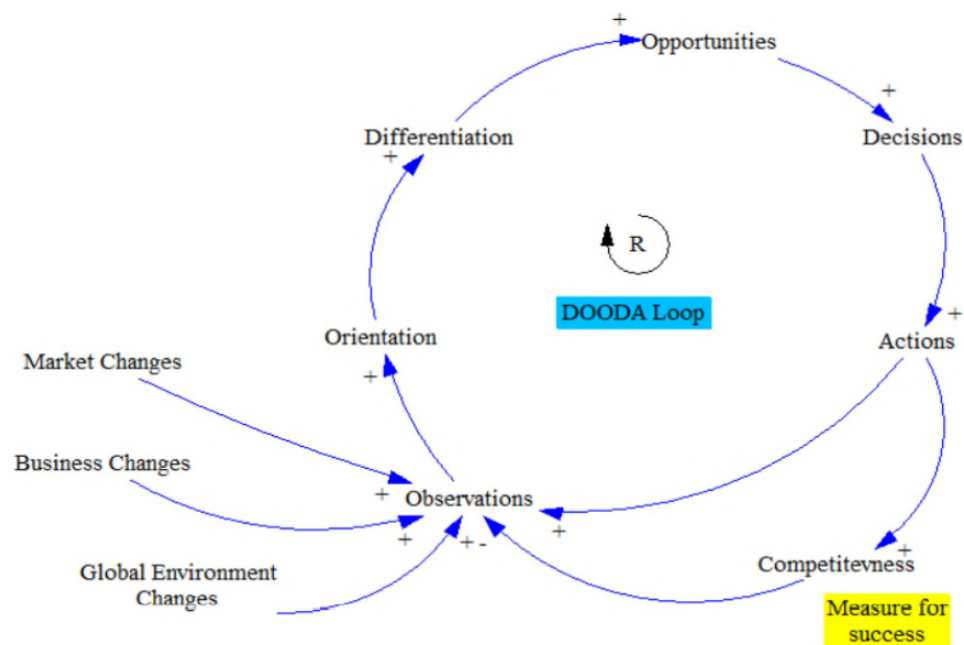 +
Opportunities
+
Differentiation
+
Decisions
R
DOODA Loop
+
Orientation
Actions
Market Changes
+
Business Changes
+
Observations
+
+
+ -
+
Global Environment
Changes
Competitevness
Measure for
success